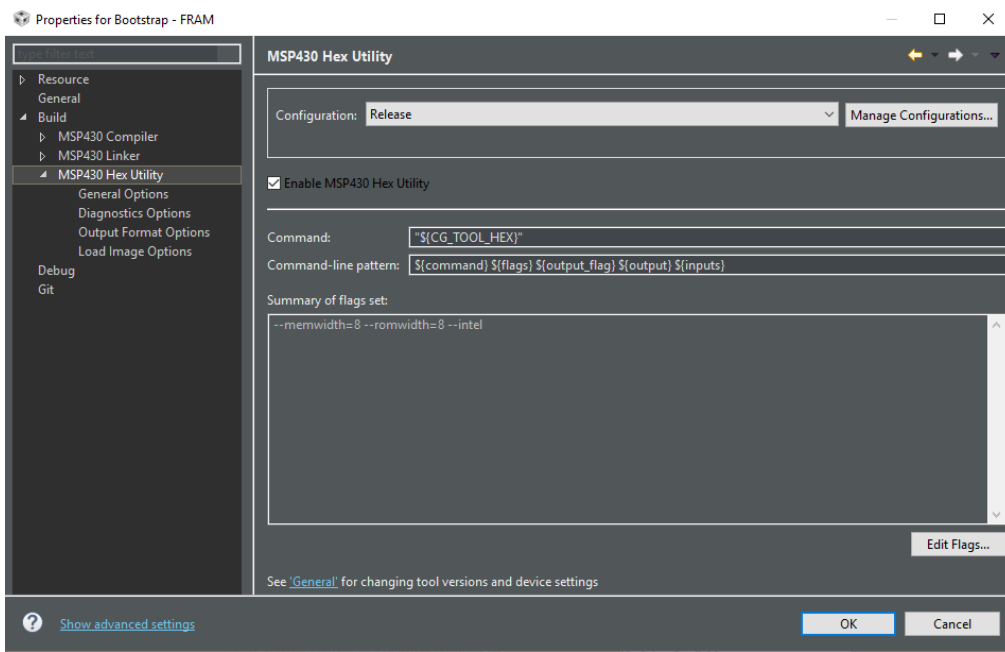 Properties for Bootstrap - FRAM
type filter text
Resource
General
Build
MSP430 Compiler
MSP430 Linker
MSP430 Hex Utility
General Options
Diagnostics Options
Output Format Options
Load Image Options
Debug
Git
MSP430 Hex Utility
Configuration: Release
Manage Configurations...
Enable MSP430 Hex Utility
Command: "${CG_TOOL_HEX}"
Command-line pattern: ${command} ${flags} ${output_flag} ${output} ${inputs}
Summary of flags set:
--memwidth=8 --romwidth=8 --intel
Edit Flags...
See 'General' for changing tool versions and device settings
? Show advanced settings
OK
Cancel